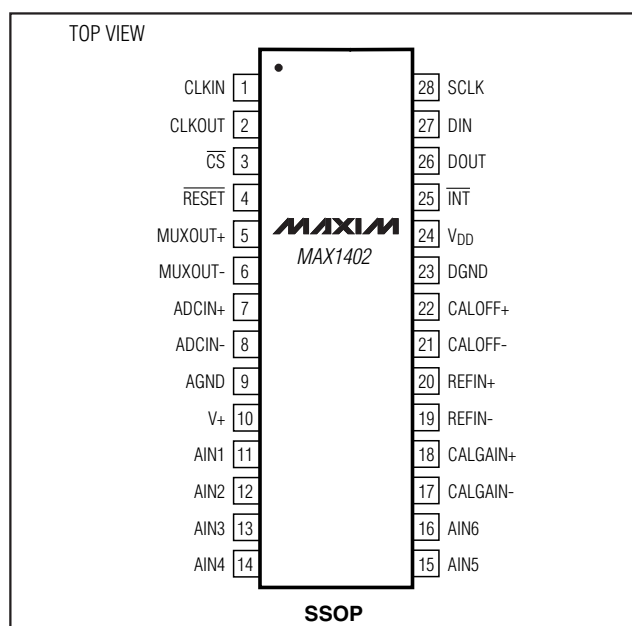 TOP VIEW
CLKIN 1
CLKOUT 2
C̅S̅ 3
R̅E̅S̅E̅T̅ 4
MUXOUT+ 5
MUXOUT- 6
ADCIN+ 7
ADCIN- 8
AGND 9
V+ 10
AIN1 11
AIN2 12
AIN3 13
AIN4 14
MAXIM
MAX1402
28 SCLK
27 DIN
26 DOUT
25 I̅N̅T̅
24 VDD
23 DGND
22 CALOFF+
21 CALOFF-
20 REFIN+
19 REFIN-
18 CALGAIN+
17 CALGAIN-
16 AIN6
15 AIN5
SSOP